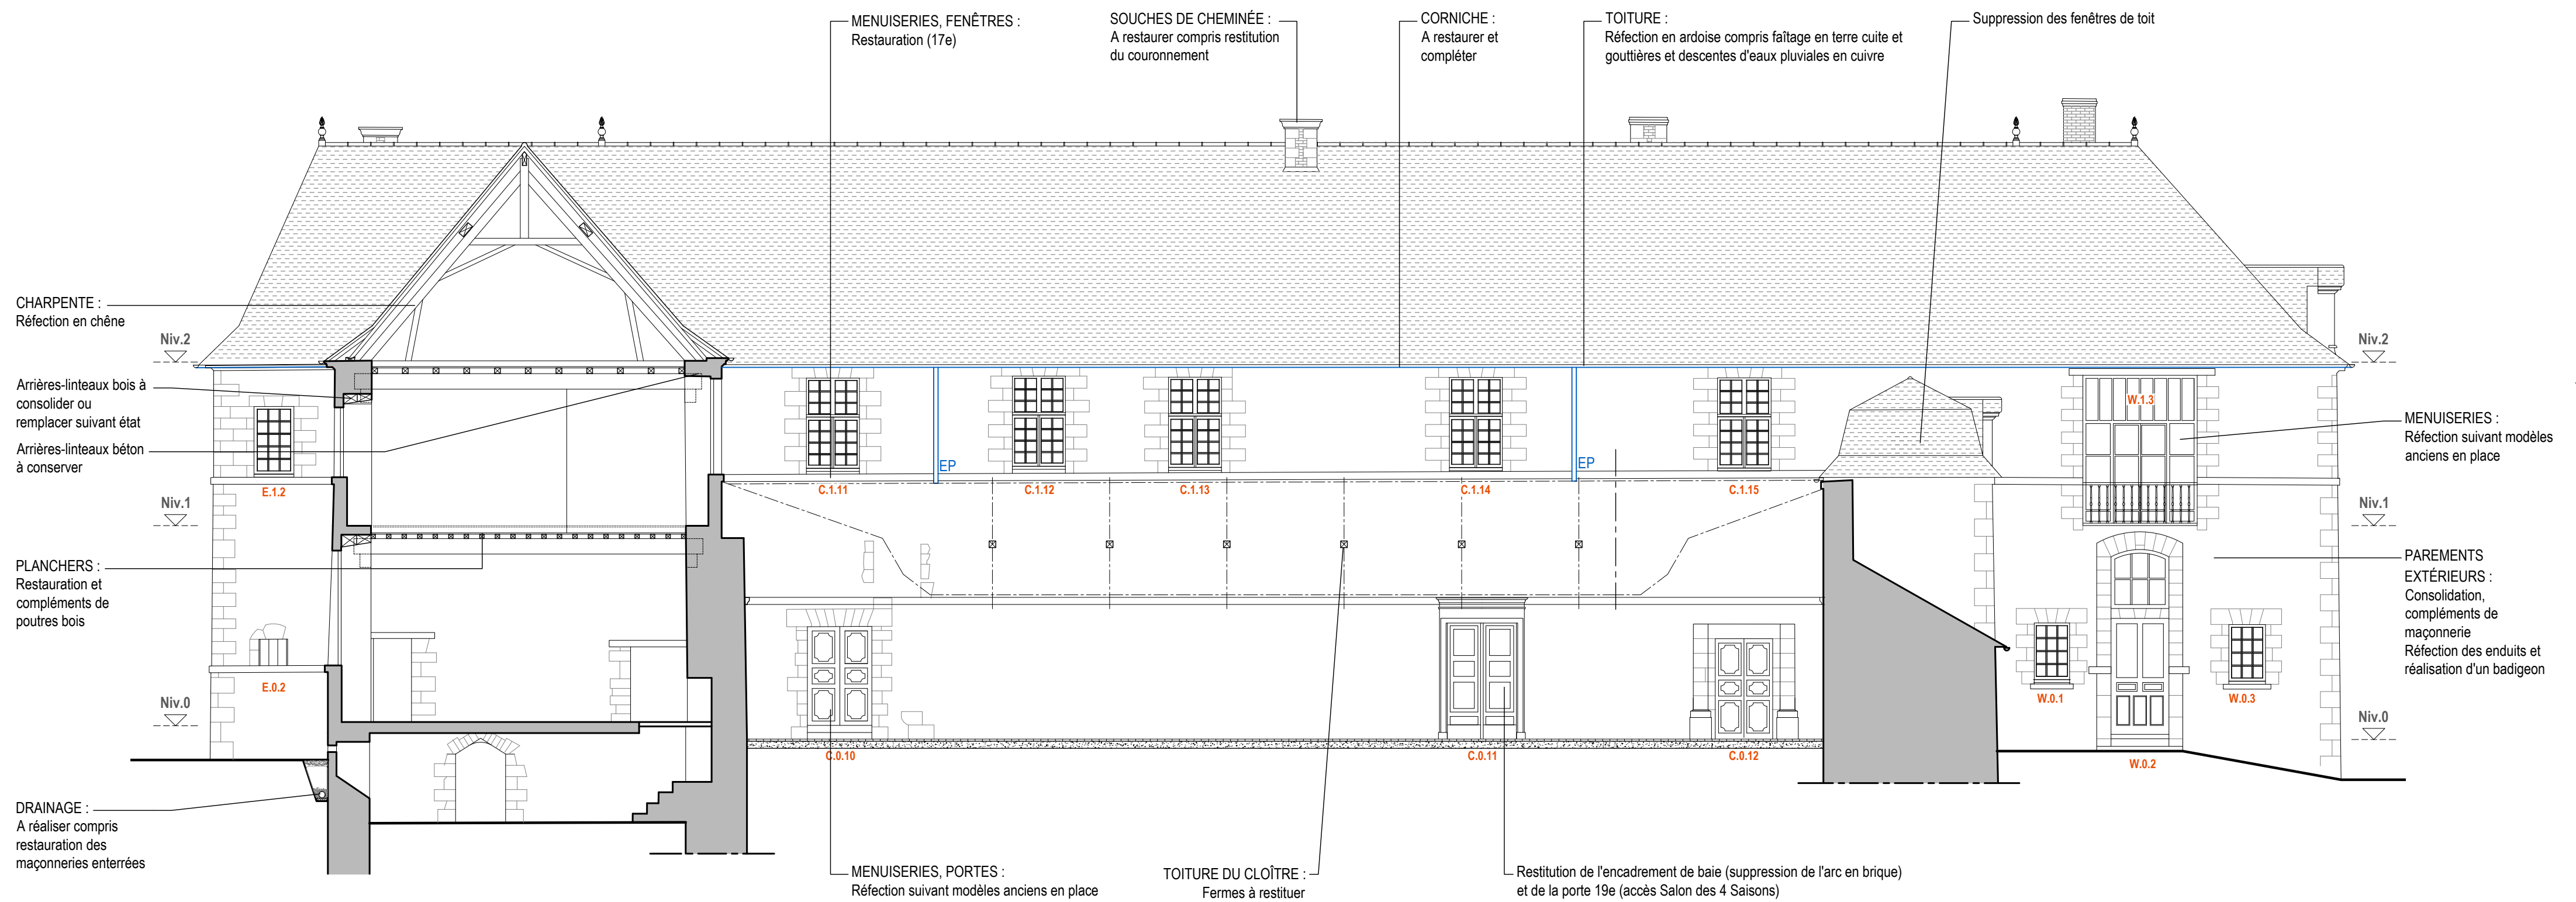 MENUISERIES, FENÊTRES :
Restauration (17e)
SOUCHES DE CHEMINÉE :
A restaurer compris restitution
du couronnement
CORNICHE :
A restaurer et
compléter
TOITURE :
Réfection en ardoise compris faîtage en terre cuite et
gouttières et descentes d'eaux pluviales en cuivre
Suppression des fenêtres de toit
CHARPENTE :
Réfection en chêne
Niv.2
Niv.2
Arrières-linteaux bois à
consolider ou
remplacer suivant état
Arrières-linteaux béton
à conserver
W.1.3
MENUISERIES :
Réfection suivant modèles
anciens en place
EP
EP
E.1.2
C.1.11
C.1.12
C.1.13
C.1.14
C.1.15
Niv.1
Niv.1
PLANCHERS :
Restauration et
compléments de
poutres bois
PAREMENTS
EXTÉRIEURS :
Consolidation,
compléments de
maçonnerie
Réfection des enduits et
réalisation d'un badigeon
E.0.2
W.0.1
W.0.3
Niv.0
Niv.0
C.0.10
C.0.11
C.0.12
W.0.2
DRAINAGE :
A réaliser compris
restauration des
maçonneries enterrées
MENUISERIES, PORTES :
Réfection suivant modèles anciens en place
TOITURE DU CLOÎTRE :
Fermes à restituer
Restitution de l'encadrement de baie (suppression de l'arc en brique)
et de la porte 19e (accès Salon des 4 Saisons)